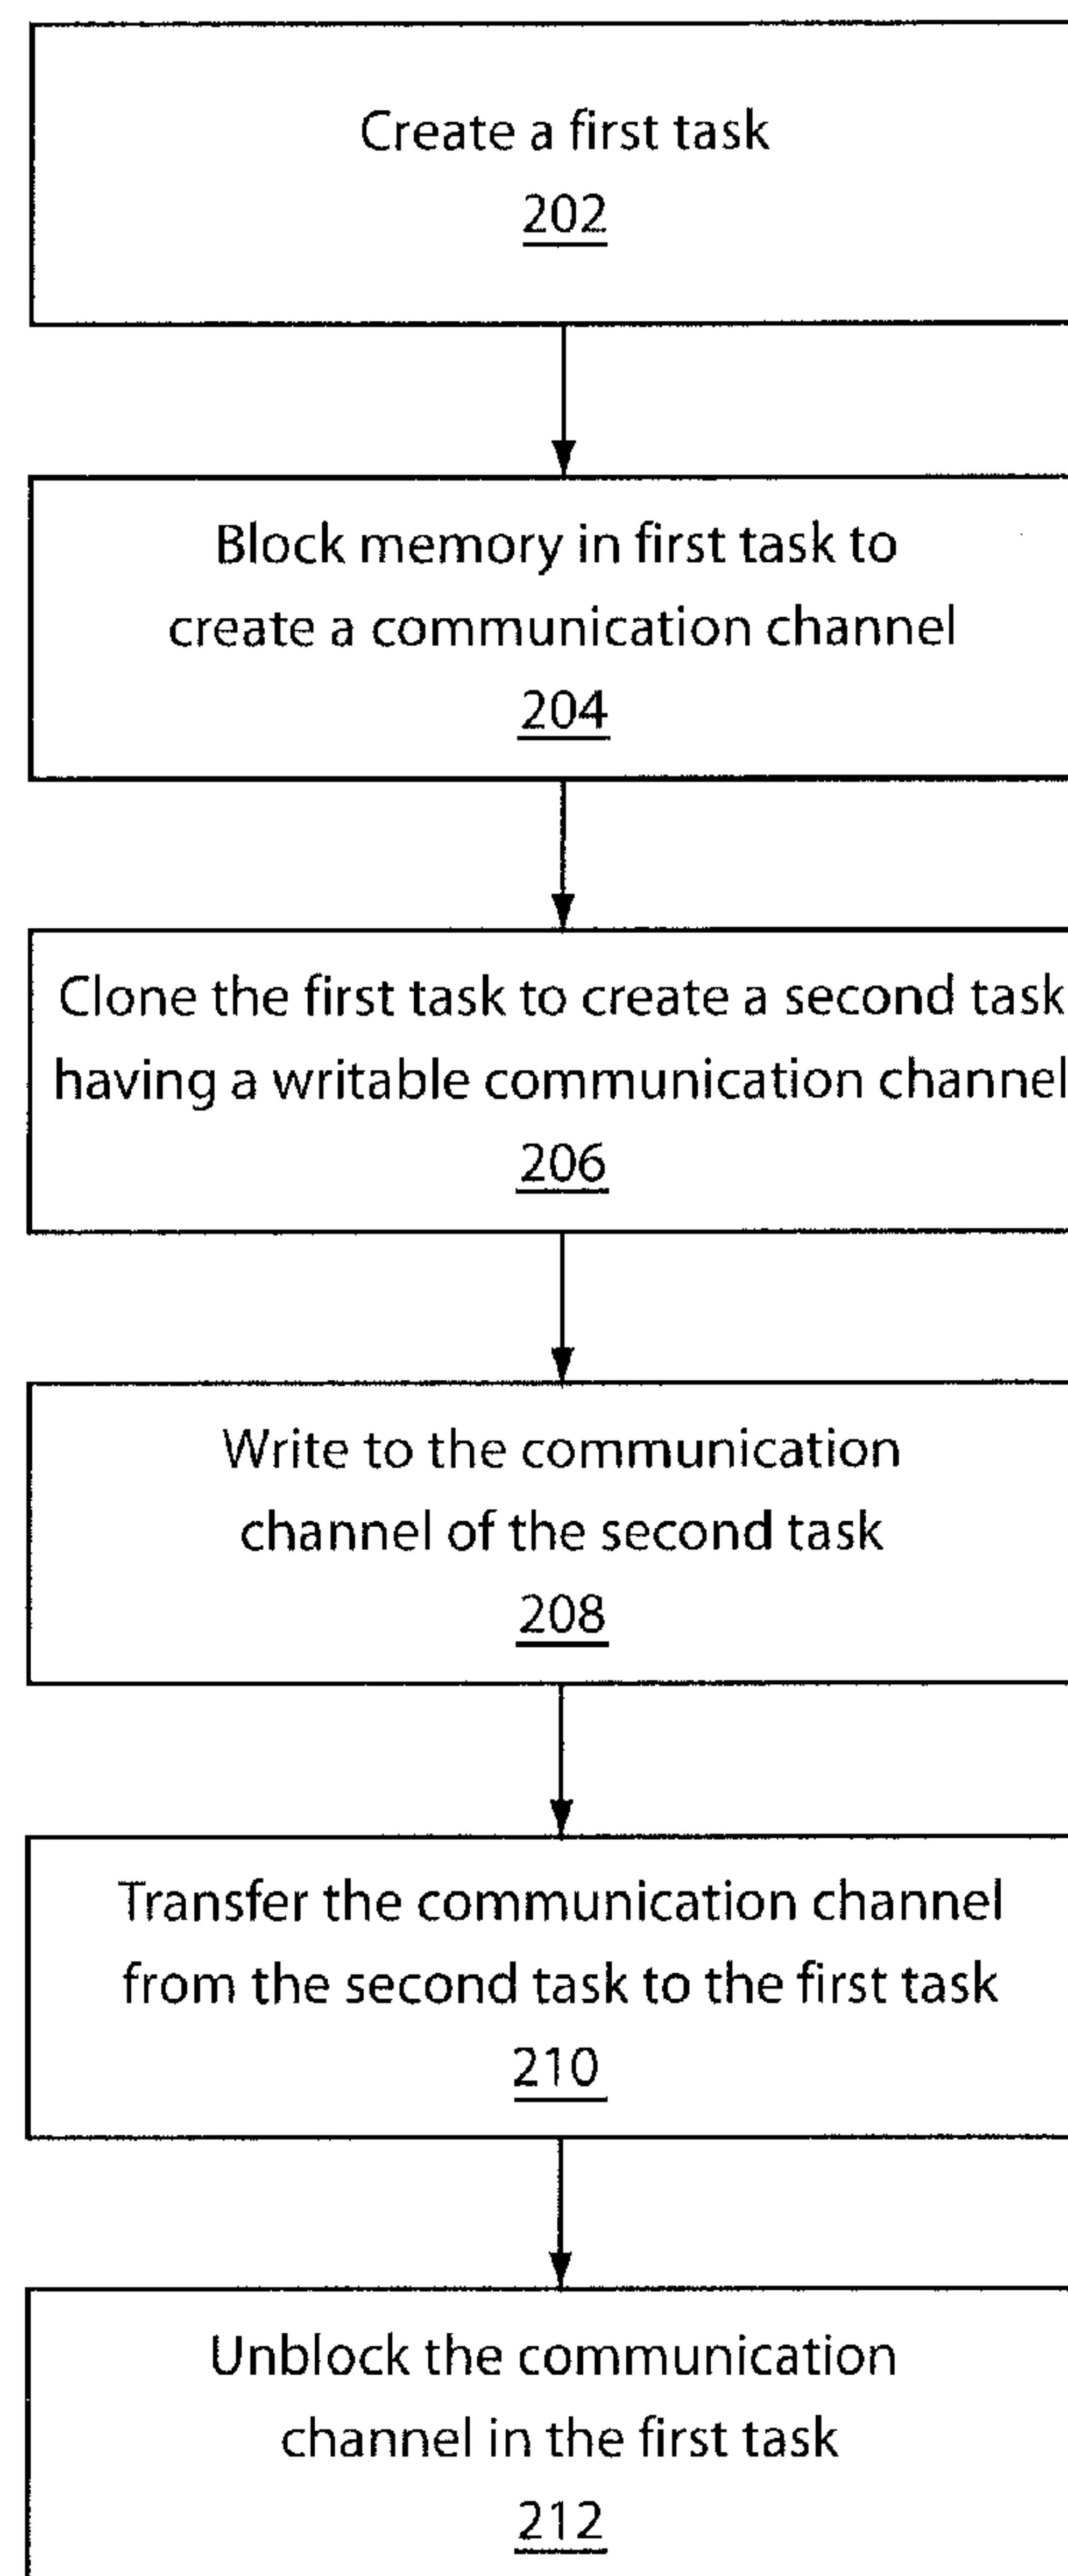 Create a first task
202
Block memory in first task to
create a communication channel
204
Clone the first task to create a second task
having a writable communication channel
206
Write to the communication
channel of the second task
208
Transfer the communication channel
from the second task to the first task
210
Unblock the communication
channel in the first task
212